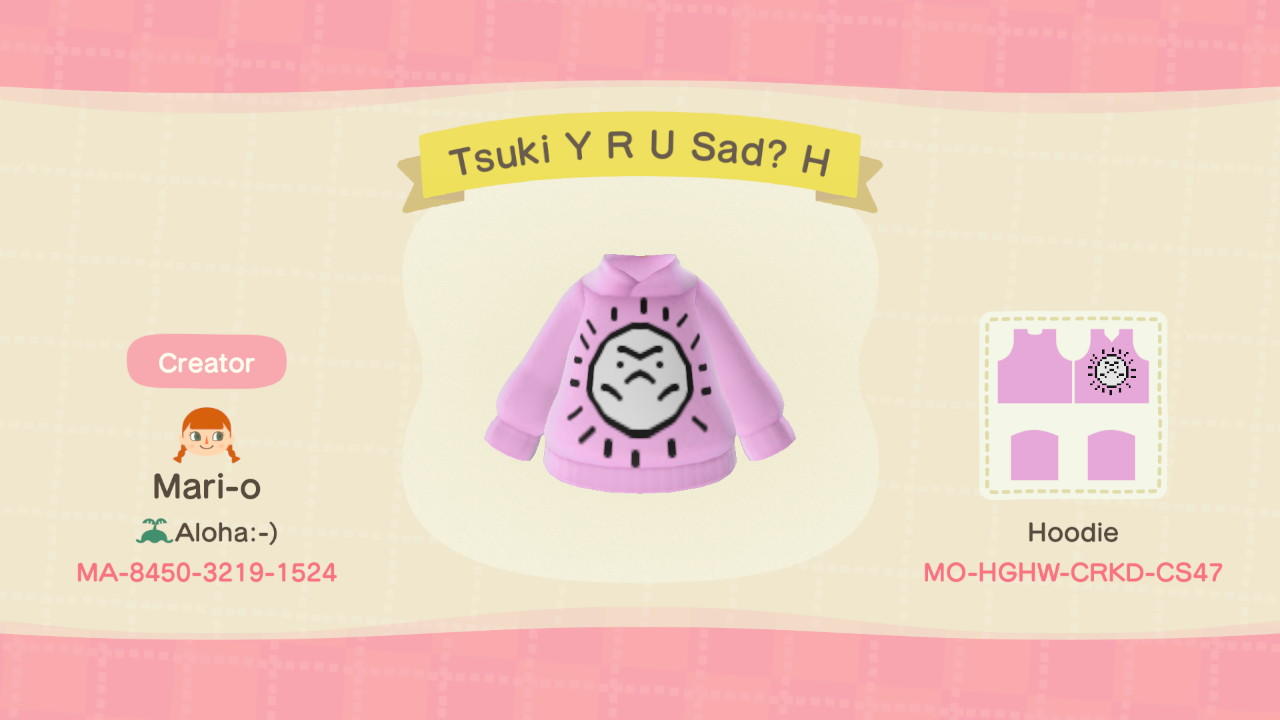 Tsuki Y R U Sad? H
Creator
Mari-o
Aloha:-)
MA-8450-3219-1524
Hoodie
MO-HGHW-CRKD-CS47